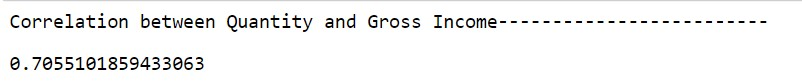 Correlation between Quantity and Gross Income-------------------------
0.7055101859433063